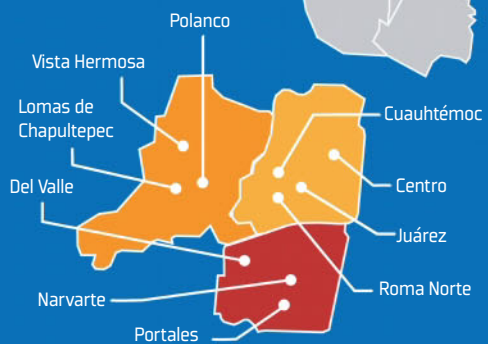 Polanco
Vista Hermosa
Lomas de
Chapultepec
Del Valle
Cuauhtémoc
Centro
Juárez
Roma Norte
Narvarte
Portales